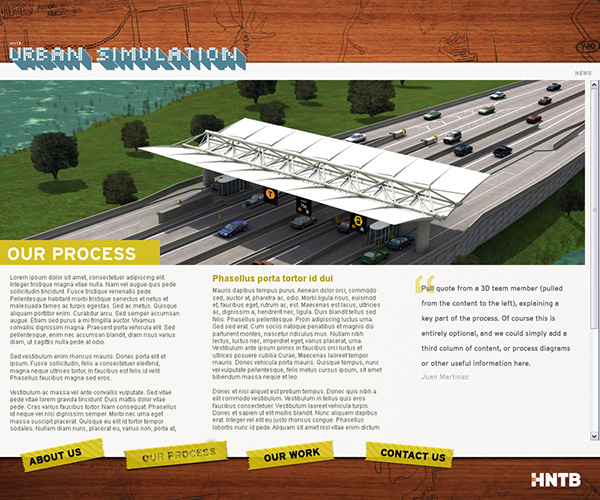 HNTB
URBAN SIMULATION
NEWS
OUR PROCESS
Lorem ipsum dolor sit amet, consectetuer adipiscing elit.
Integer tristique magna vitae nulla. Nam vel augue quis pede
sollicitudin tincidunt. Fusce tristique venenatis pede.
Pellentesque habitant morbi tristique senectus et netus et
malesuada fames ac turpis egestas. Sed ac metus. Quisque
aliquam porttitor enim. Curabitur arcu. Sed semper accumsan
augue. Etiam sed purus a mi fringilla auctor. Vivamus
convallis dignissim magna. Praesent porta vehicula elit. Sed
pellentesque, enim nec accumsan blandit, diam risus varius
diam, ut sagittis nulla pede at odio.
Sed vestibulum enim rhoncus mauris. Donec porta elit et
ipsum. Fusce sollicitudin, felis a consectetuer eleifend,
magna neque ultrices tortor, in faucibus est felis id velit.
Phasellus faucibus magna sed eros.
Vestibulum ac massa vel ante convallis vulputate. Sed vitae
pede vitae lorem gravida tincidunt. Duis mattis dolor vitae
pede. Cras varius faucibus tortor. Nam consequat. Phasellus
id neque vel nisi dignissim semper. Morbi nec urna eget
massa suscipit varius. Quisque eu elit id tortor tempor
sodales. Nullam diam nunc, placerat eu, varius non, porta at,
Phasellus porta tortor id dui
Mauris dapibus tempus purus. Aenean dolor orci, commodo
sed, auctor at, pharetra ac, odio. Morbi ligula risus, euismod
et, faucibus eget, rutrum ac, est. Maecenas est lacus, ultricies
ac, dignissim a, hendrerit nec, ligula. Duis blandit tellus sed
felis. Phasellus pellentesque. Proin adipiscing luctus urna.
Sed sed erat. Cum sociis natoque penatibus et magnis dis
parturient montes, nascetur ridiculus mus. Nullam nibh
lectus, luctus nec, imperdiet eget, varius placerat, urna.
Vestibulum ante ipsum primis in faucibus orci luctus et
ultrices posuere cubilia Curae; Maecenas laoreet tempor
mauris. Donec vehicula porta mauris. Quisque tempus, nunc
vel vulputate pellentesque, felis metus cursus ipsum, sit amet
bibendum massa neque ut leo.
Donec et nisi aliquet est pretium tempus. Donec quis nibh a
elit commodo vestibulum. Vestibulum in tellus quis eros
faucibus consectetuer. Vestibulum laoreet vehicula turpis.
Donec et sapien ut elit mollis blandit. Nunc aliquam dapibus
erat. Integer vel elit eu justo rhoncus congue. Phasellus
lobortis nunc id pede. Aliquam sit amet nisl vitae enim dictum
“Pull quote from a 3D team member (pulled
from the content to the left), explaining a
key part of the process. Of course this is
entirely optional, and we could simply add a
third column of content, or process diagrams
or other useful information here.
Juan Martinez
ABOUT US
OUR PROCESS
OUR WORK
CONTACT US
HNTB